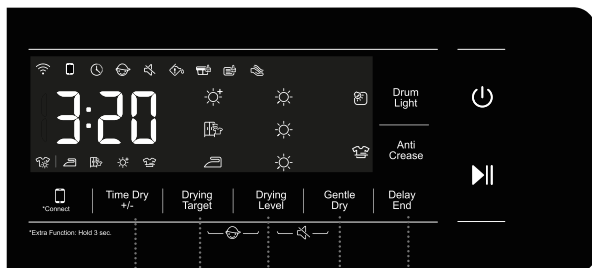 3:20
Drum
Light
Anti
Crease
*Connect
Time Dry
+/-
Drying
Target
Drying
Level
Gentle
Dry
Delay
End
*Extra Function: Hold 3 sec.